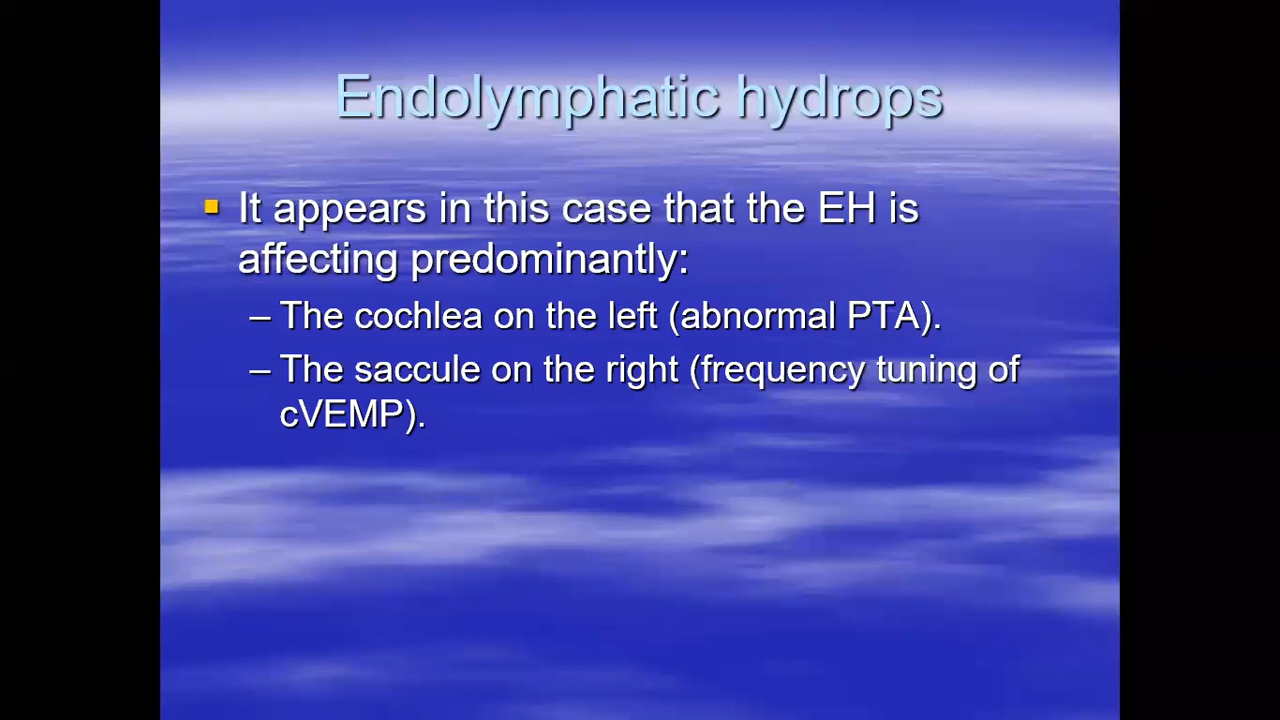 Endolymphatic hydrops
It appears in this case that the EH is
affecting predominantly:
– The cochlea on the left (abnormal PTA).
– The saccule on the right (frequency tuning of
cVEMP).